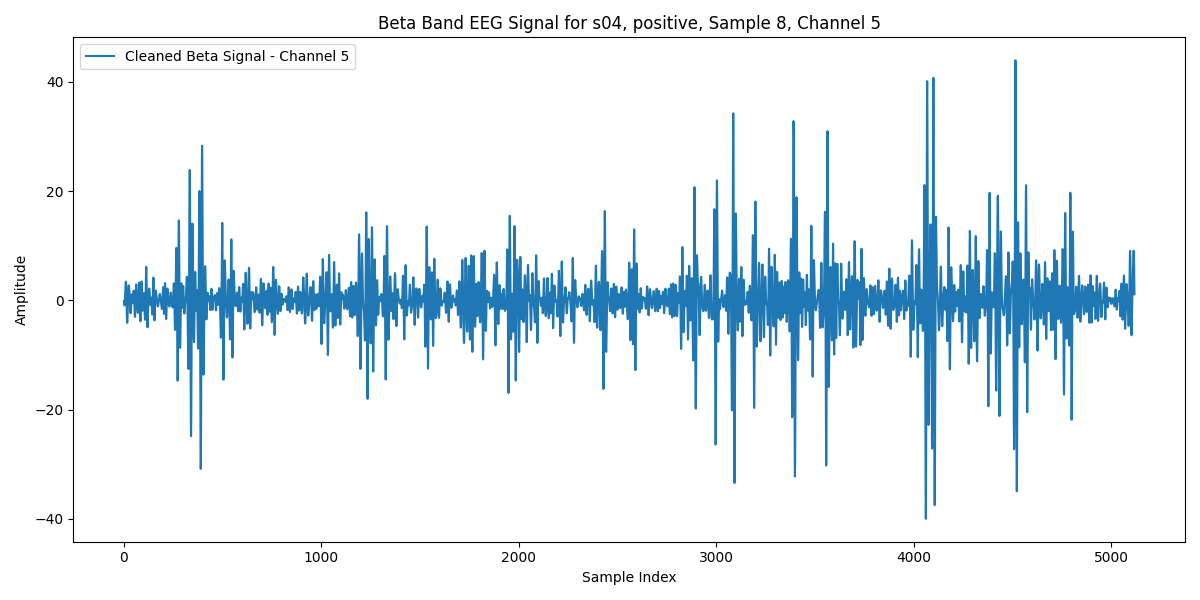 Beta Band EEG Signal for s04, positive, Sample 8, Channel 5
Cleaned Beta Signal - Channel 5
Amplitude
40
20
0
−20
−40
0 1000 2000 3000 4000 5000
Sample Index